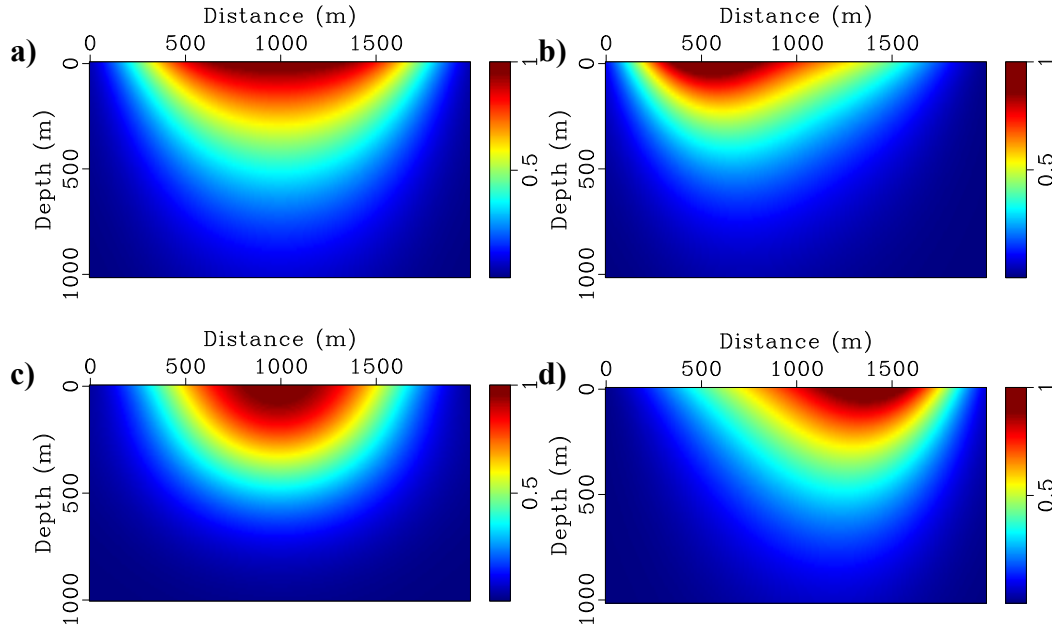 Distance (m)
a) 0 500 1000 1500
0 500 1000
Depth (m)
1 0.5
Distance (m)
b) 0 500 1000 1500
0 500 1000
Depth (m)
1 0.5
Distance (m)
c) 0 500 1000 1500
0 500 1000
Depth (m)
1 0.5
Distance (m)
d) 0 500 1000 1500
0 500 1000
Depth (m)
1 0.5